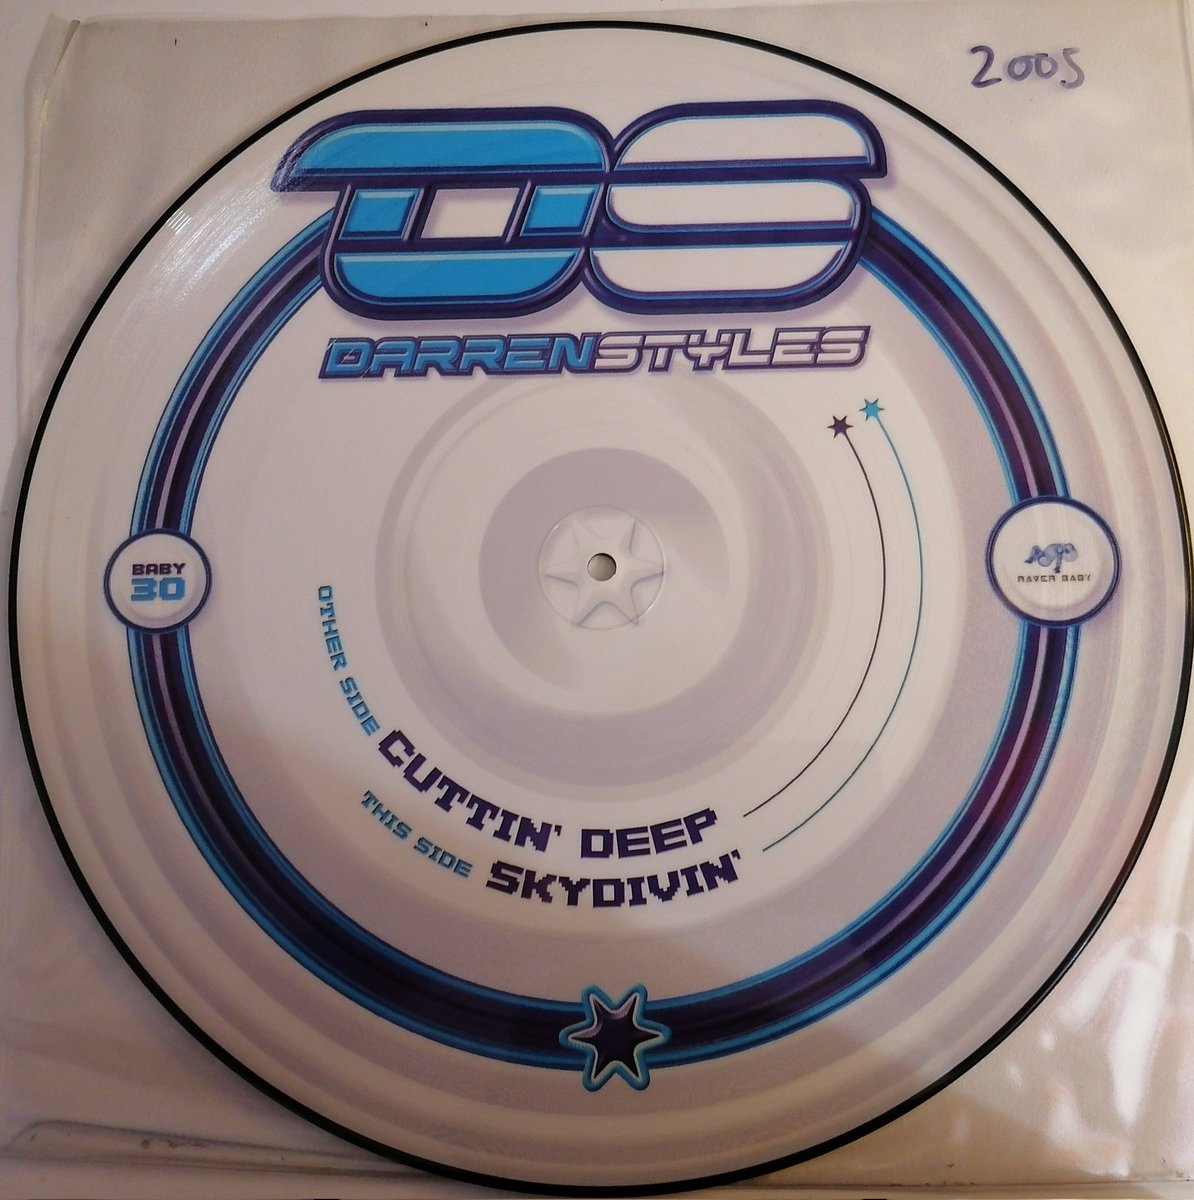 2005
DS
DARRENSTYLES
BABY
30
RAVER BABY
OTHER SIDE CUTTIN' DEEP
THIS SIDE SKYDIVIN'